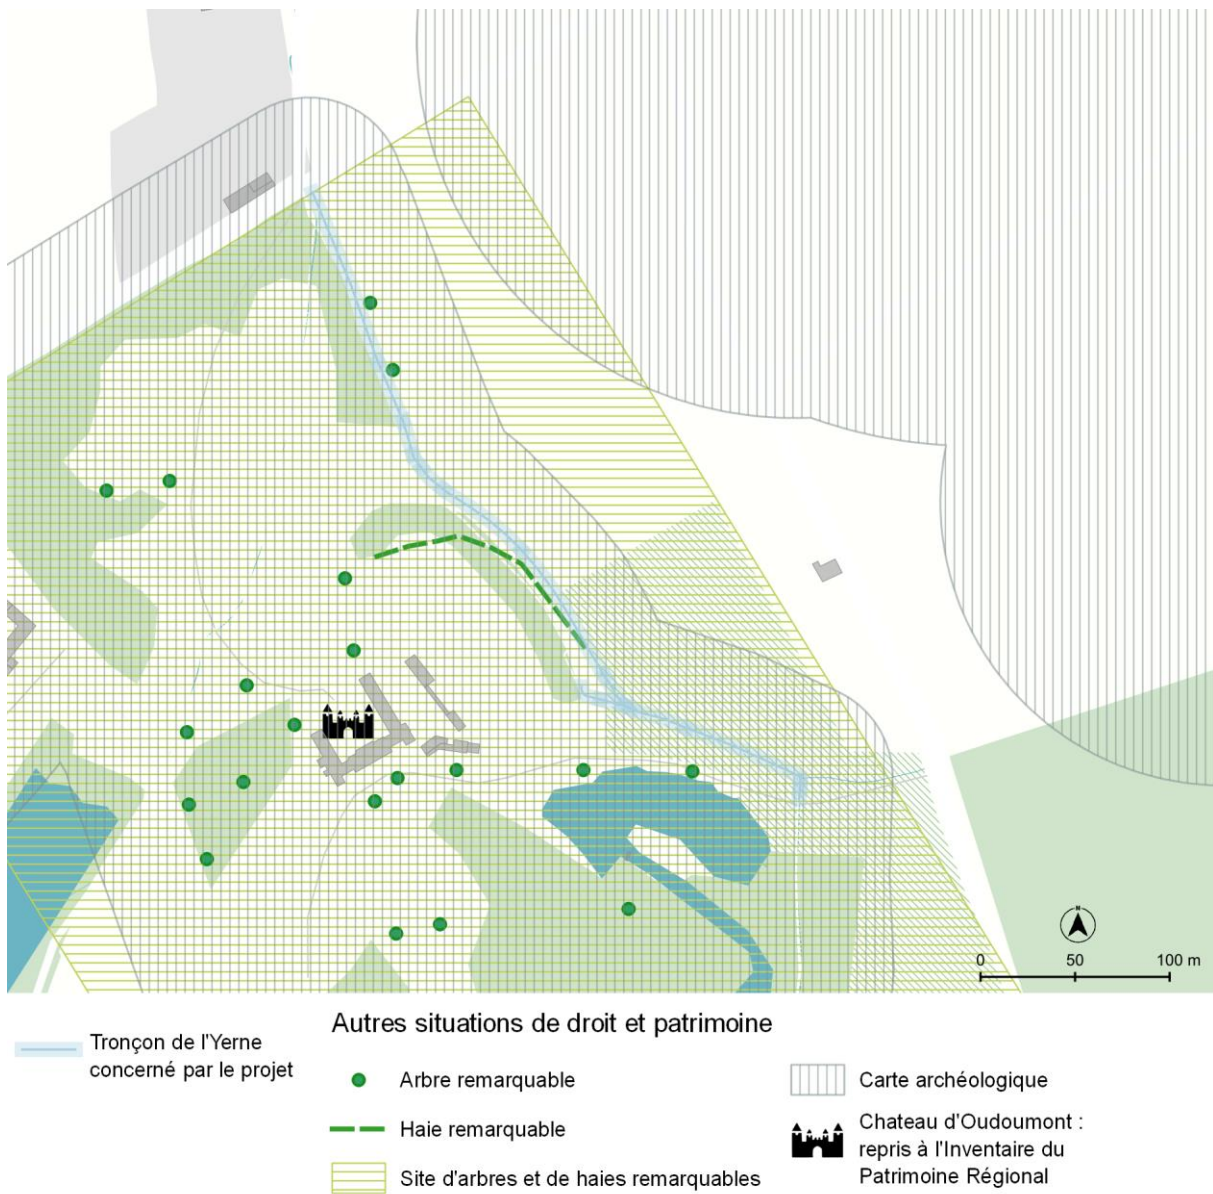 N
0 50 100 m
Autres situations de droit et patrimoine
Tronçon de l'Yerne
concerné par le projet
Arbre remarquable
Haie remarquable
Site d'arbres et de haies remarquables
Carte archéologique
Chateau d'Oudoumont :
repris à l'Inventaire du
Patrimoine Régional